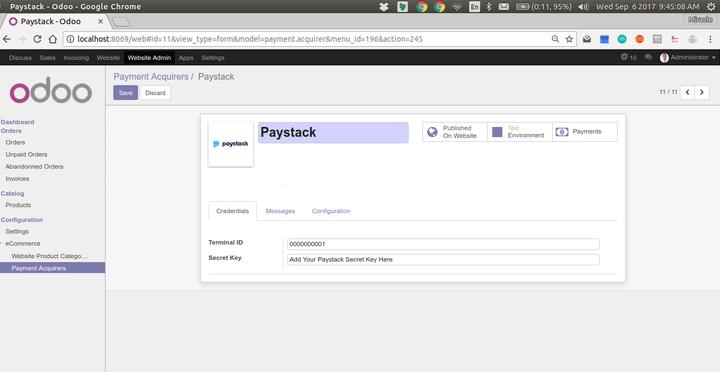 Paystack - Odoo - Google Chrome
En
(0:11, 95%)
Wed Sep 6 2017 9:45:08 AM
Paystack - Odoo
Miracle
localhost:8069/web#id=11&view_type=form&model=payment.acquirer&menu_id=196&action=245
Discuss Sales Invoicing Website Website Admin Apps Settings
@ 10
Administrator
odoo
Payment Acquirers / Paystack
Save Discard
11 / 11
Dashboard
Orders
Orders
Unpaid Orders
Abandonned Orders
Invoices
Catalog
Products
Configuration
Settings
eCommerce
Website Product Catego...
Payment Acquirers
paystack
Paystack
Published
On Website
Test
Environment
Payments
Credentials Messages Configuration
Terminal ID 0000000001
Secret Key Add Your Paystack Secret Key Here